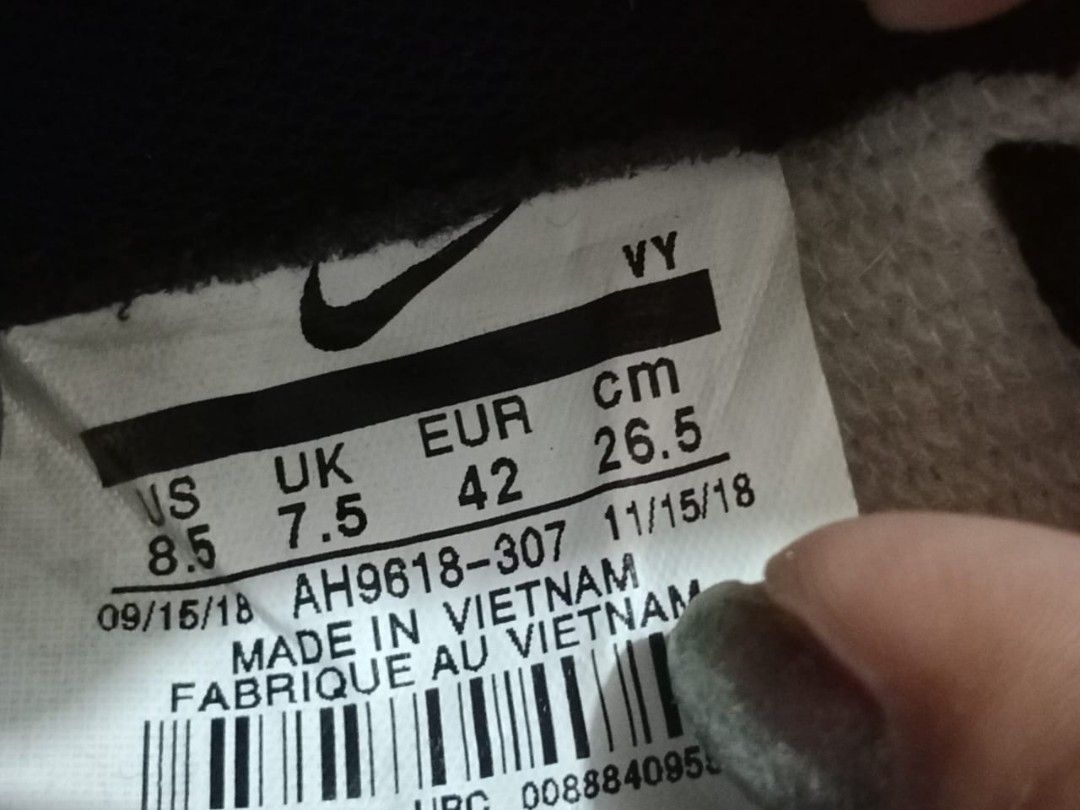 VY
US UK EUR cm
8.5 7.5 42 26.5
09/15/18 AH9618-307 11/15/18
MADE IN VIETNAM
FABRIQUE AU VIETNAM
UPC